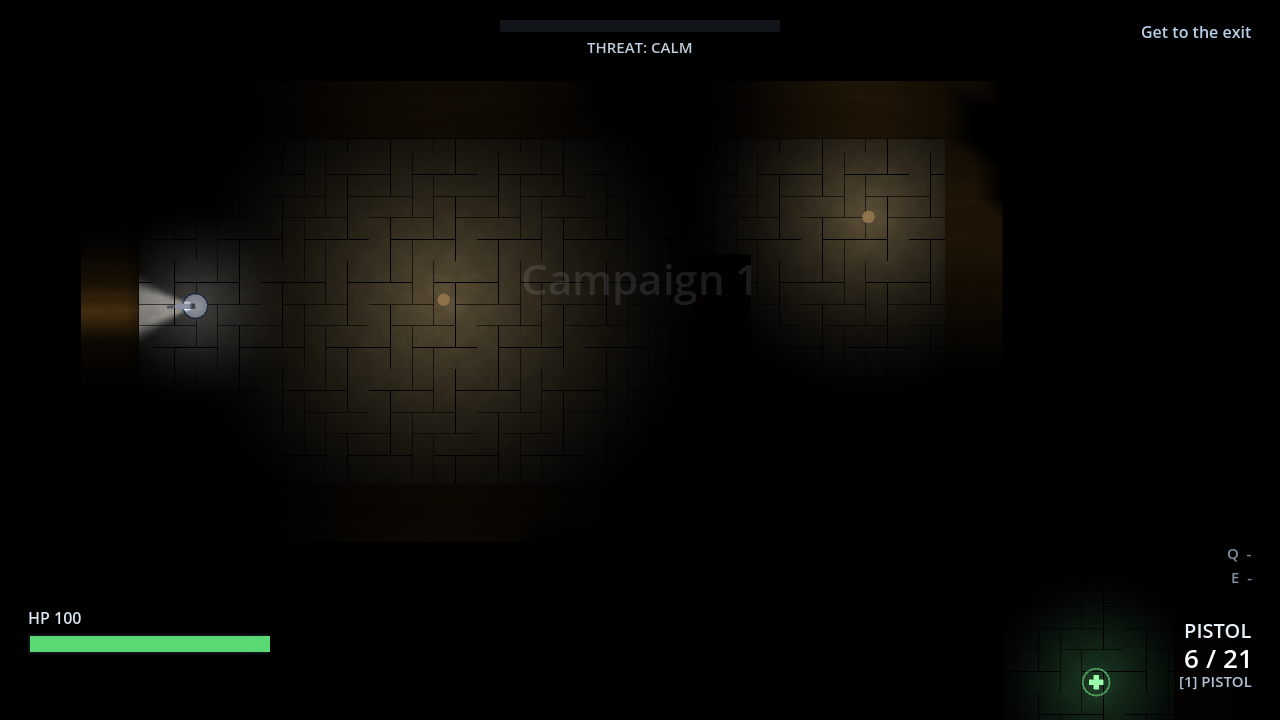 THREAT: CALM
Get to the exit
Campaign 1
Q -
E -
HP 100
PISTOL
6 / 21
[1] PISTOL